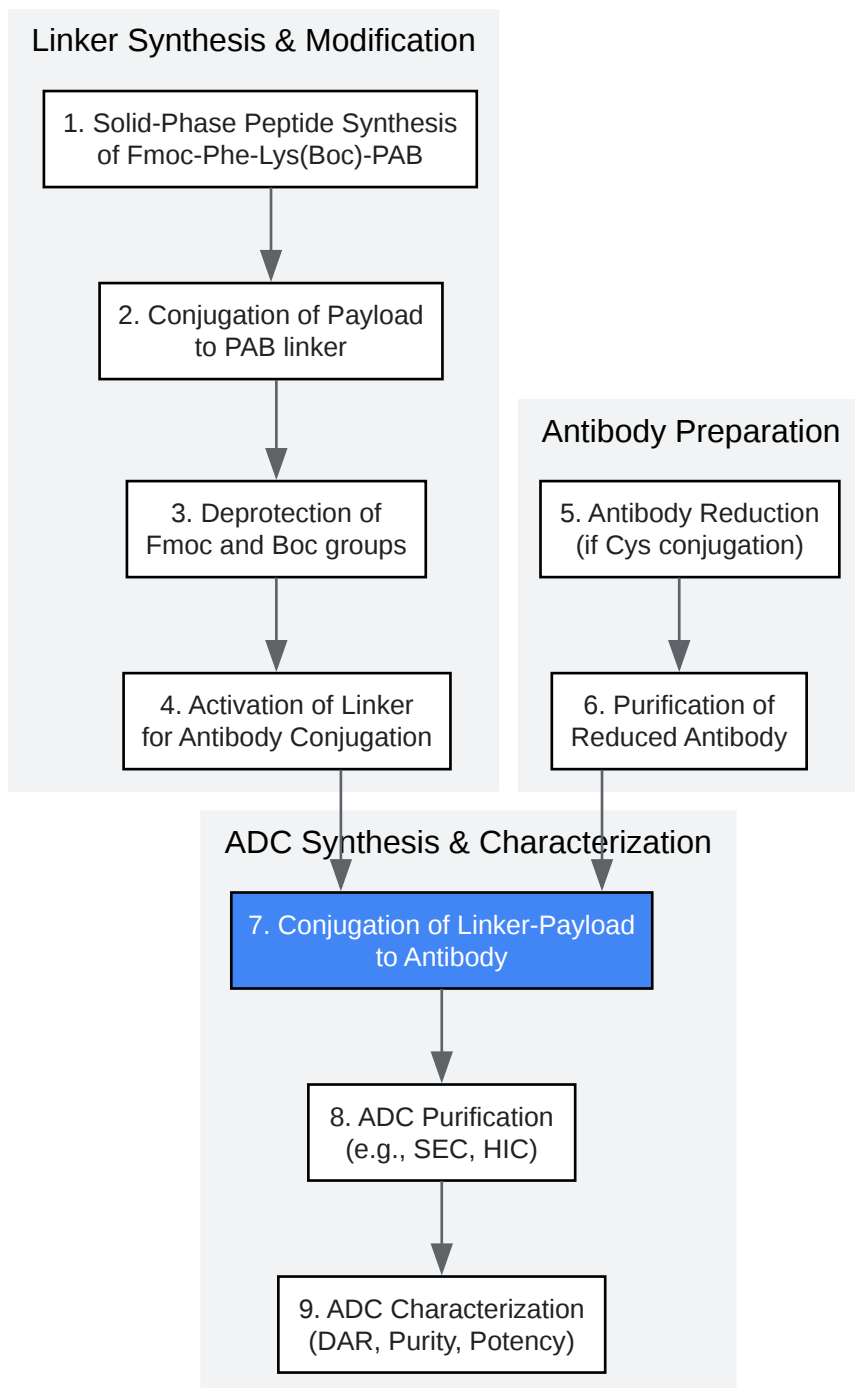 Linker Synthesis & Modification
1. Solid-Phase Peptide Synthesis
of Fmoc-Phe-Lys(Boc)-PAB
2. Conjugation of Payload
to PAB linker
3. Deprotection of
Fmoc and Boc groups
4. Activation of Linker
for Antibody Conjugation
Antibody Preparation
5. Antibody Reduction
(if Cys conjugation)
6. Purification of
Reduced Antibody
ADC Synthesis & Characterization
7. Conjugation of Linker-Payload
to Antibody
8. ADC Purification
(e.g., SEC, HIC)
9. ADC Characterization
(DAR, Purity, Potency)